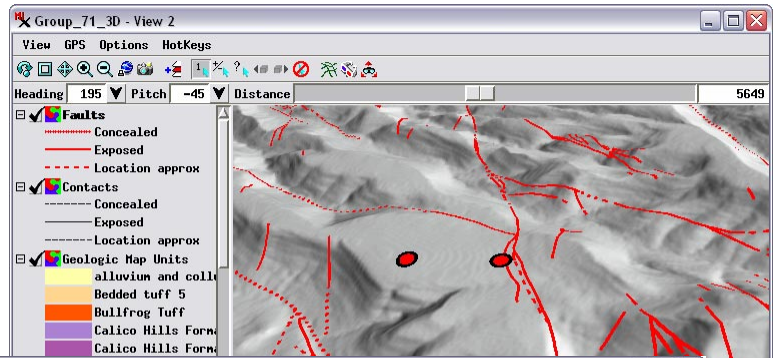 Group_71_3D - View 2
View GPS Options HotKeys
Heading 195 Pitch -45 Distance 5649
Faults
Concealed
Exposed
Location approx
Contacts
Concealed
Exposed
Location approx
Geologic Map Units
alluvium and collu
Bedded tuff 5
Bullfrog Tuff
Calico Hills Forma
Calico Hills Forma